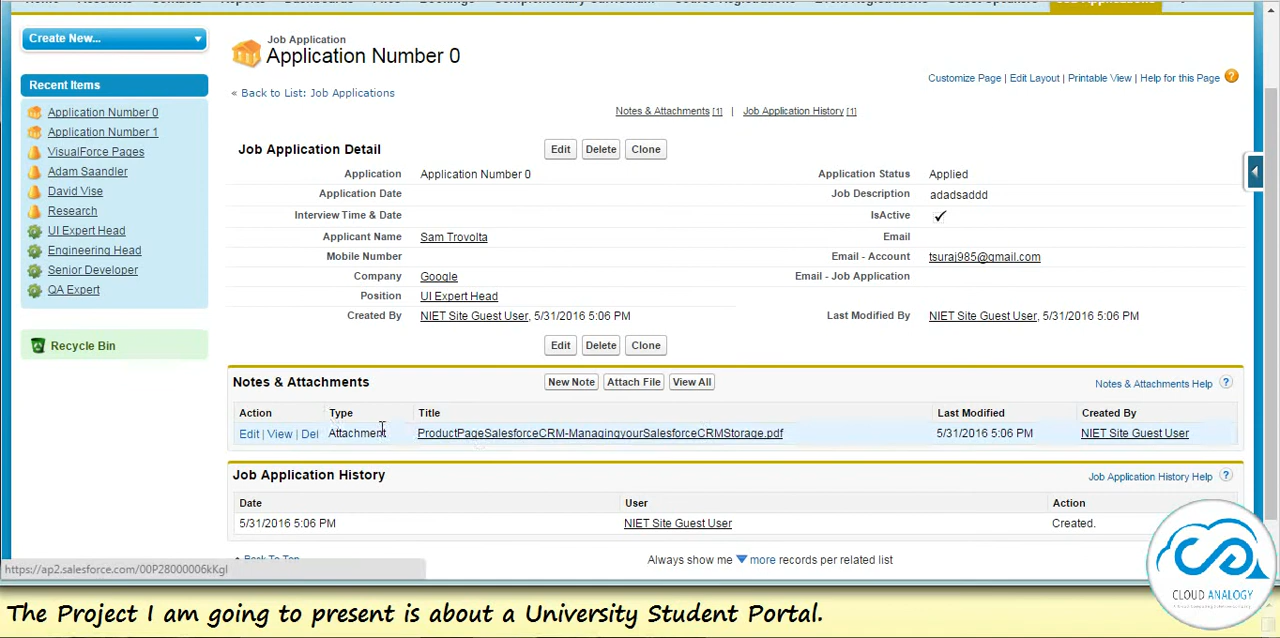 Create New...
Job Application
Application Number 0
Customize Page | Edit Layout | Printable View | Help for this Page
Recent Items
« Back to List: Job Applications
Application Number 0
Application Number 1
VisualForce Pages
Adam Saandler
David Vise
Research
UI Expert Head
Engineering Head
Senior Developer
QA Expert
Recycle Bin
Notes & Attachments [1] | Job Application History [1]
Job Application Detail Edit Delete Clone
Application Application Number 0 Application Status Applied
Application Date Job Description adadsaddd
Interview Time & Date IsActive ✓
Applicant Name Sam Trovolta Email
Mobile Number Email - Account tsuraj985@gmail.com
Company Google Email - Job Application
Position UI Expert Head
Created By NIET Site Guest User, 5/31/2016 5:06 PM Last Modified By NIET Site Guest User, 5/31/2016 5:06 PM
Edit Delete Clone
Notes & Attachments New Note Attach File View All Notes & Attachments Help ?
Action Type Title Last Modified Created By
Edit | View | Del Attachment ProductPageSalesforceCRM-ManagingyourSalesforceCRMStorage.pdf 5/31/2016 5:06 PM NIET Site Guest User
Job Application History Job Application History Help ?
Date User Action
5/31/2016 5:06 PM NIET Site Guest User Created.
Back To Top Always show me more records per related list
https://ap2.salesforce.com/00P28000006kKgl
CLOUD ANALOGY
The Project I am going to present is about a University Student Portal.